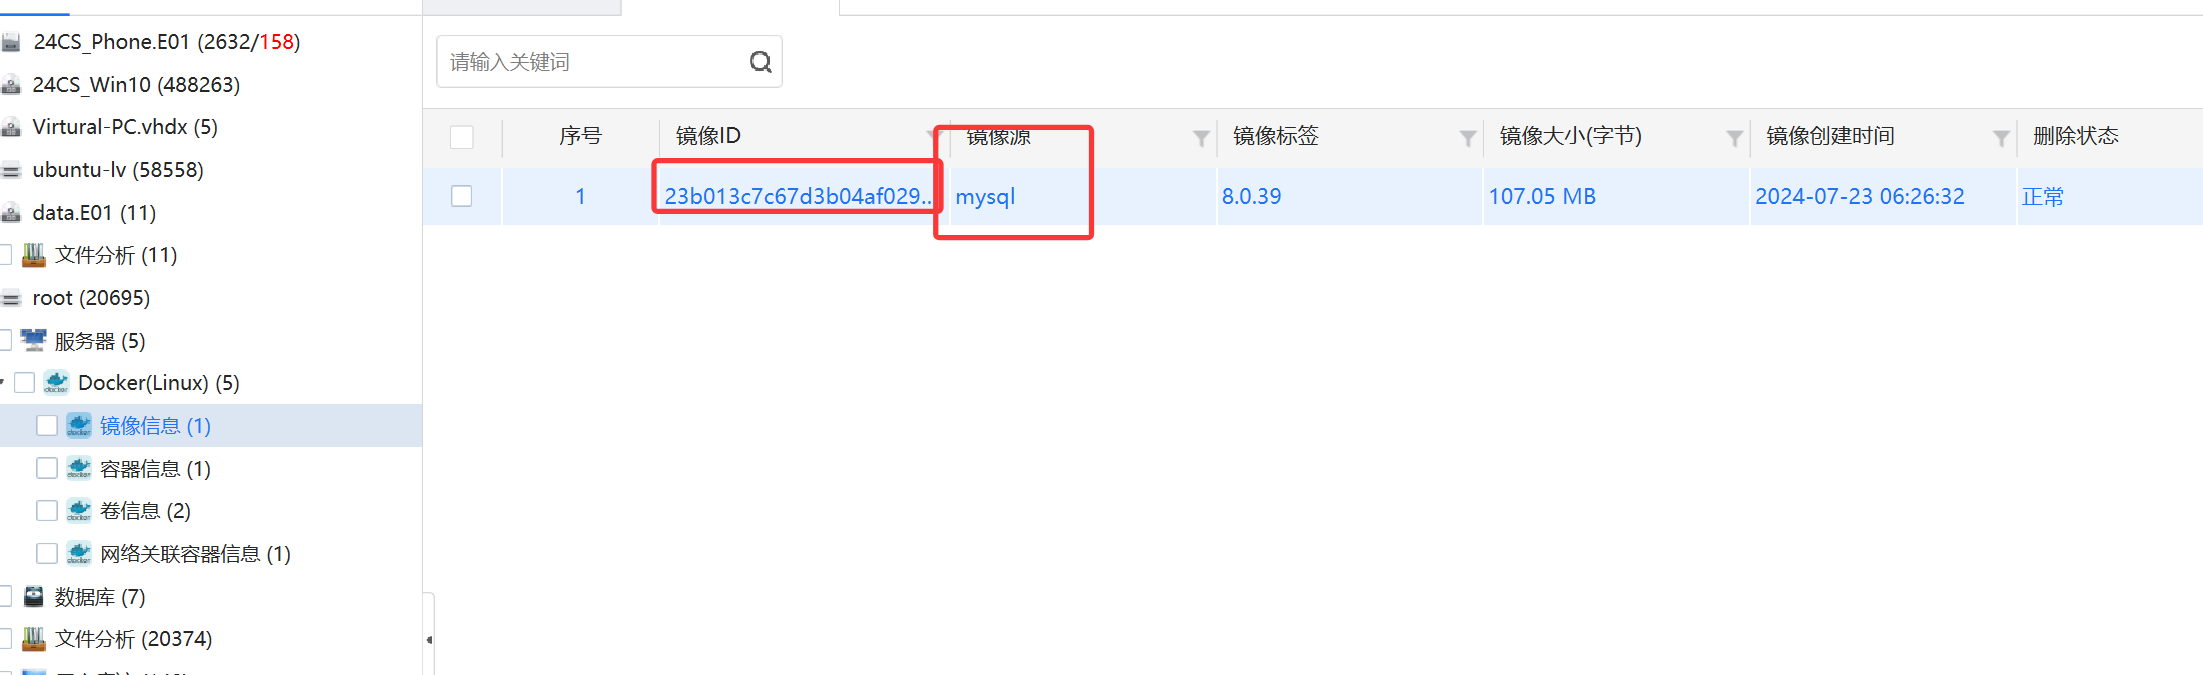 24CS_Phone.E01 (2632/158)
24CS_Win10 (488263)
Virtural-PC.vhdx (5)
ubuntu-lv (58558)
data.E01 (11)
文件分析 (11)
root (20695)
服务器 (5)
Docker(Linux) (5)
镜像信息 (1)
容器信息 (1)
卷信息 (2)
网络关联容器信息 (1)
数据库 (7)
文件分析 (20374)
请输入关键词
序号 镜像ID 镜像源 镜像标签 镜像大小(字节) 镜像创建时间 删除状态
1 23b013c7c67d3b04af029... mysql 8.0.39 107.05 MB 2024-07-23 06:26:32 正常